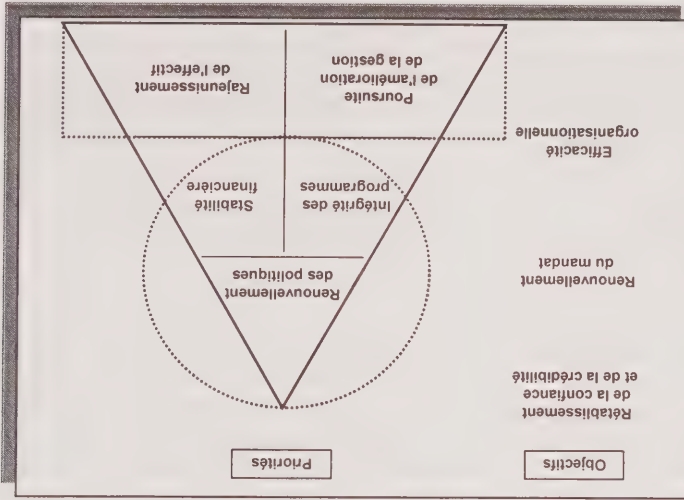 Objectifs
Priorités
Rétablissement
de la confiance
et de la crédibilité
Renouvellement
du mandat
Efficacité
organisationnelle
Renouvellement
des politiques
Intégrité des
programmes
Stabilité
financière
Poursuite
de l'amélioration
de la gestion
Rajeunissement
de l'effectif